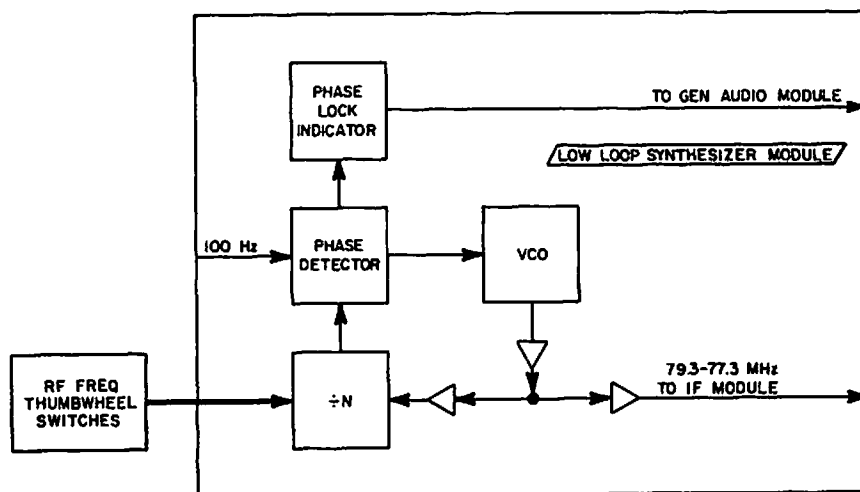 PHASE
LOCK
INDICATOR
TO GEN AUDIO MODULE
LOW LOOP SYNTHESIZER MODULE
100 Hz
PHASE
DETECTOR
VCO
RF FREQ
THUMBWHEEL
SWITCHES
÷N
79.3-77.3 MHz
TO IF MODULE